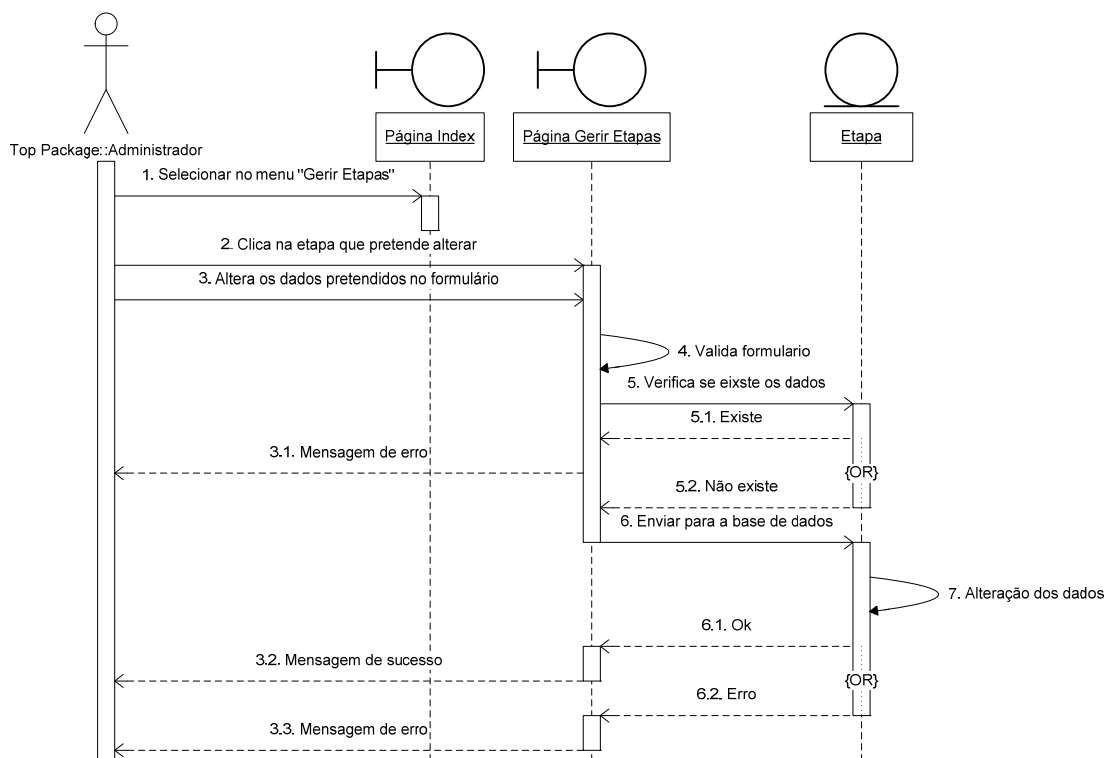 Top Package::Administrador
Página Index
Página Gerir Etapas
Etapa
1. Selecionar no menu "Gerir Etapas"
2. Clica na etapa que pretende alterar
3. Altera os dados pretendidos no formulário
4. Valida formulario
5. Verifica se eixste os dados
5.1. Existe
3.1. Mensagem de erro
{OR}
5.2. Não existe
6. Enviar para a base de dados
7. Alteração dos dados
6.1. Ok
3.2. Mensagem de sucesso
{OR}
6.2. Erro
3.3. Mensagem de erro